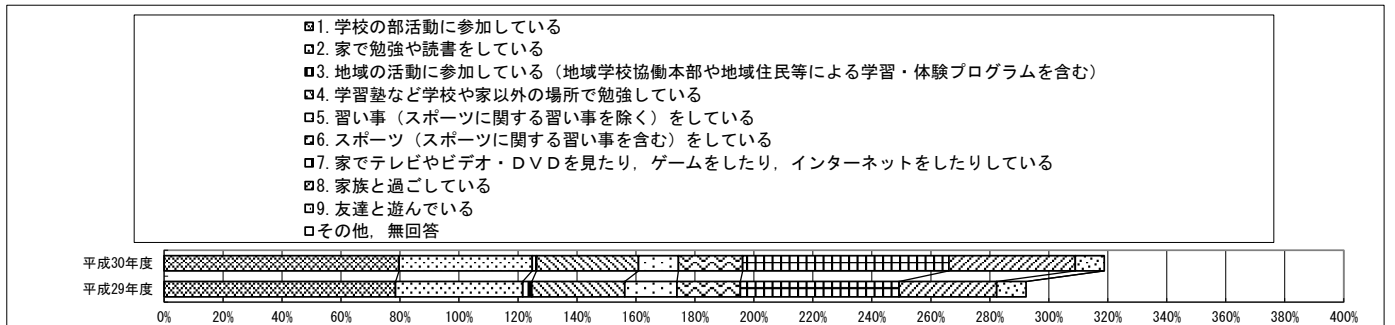 1. 学校の部活動に参加している
2. 家で勉強や読書をしている
3. 地域の活動に参加している（地域学校協働本部や地域住民等による学習・体験プログラムを含む）
4. 学習塾など学校や家以外の場所で勉強している
5. 習い事（スポーツに関する習い事を除く）をしている
6. スポーツ（スポーツに関する習い事を含む）をしている
7. 家でテレビやビデオ・ＤＶＤを見たり，ゲームをしたり，インターネットをしたりしている
8. 家族と過ごしている
9. 友達と遊んでいる
その他，無回答
平成30年度
平成29年度
0% 20% 40% 60% 80% 100% 120% 140% 160% 180% 200% 220% 240% 260% 280% 300% 320% 340% 360% 380% 400%